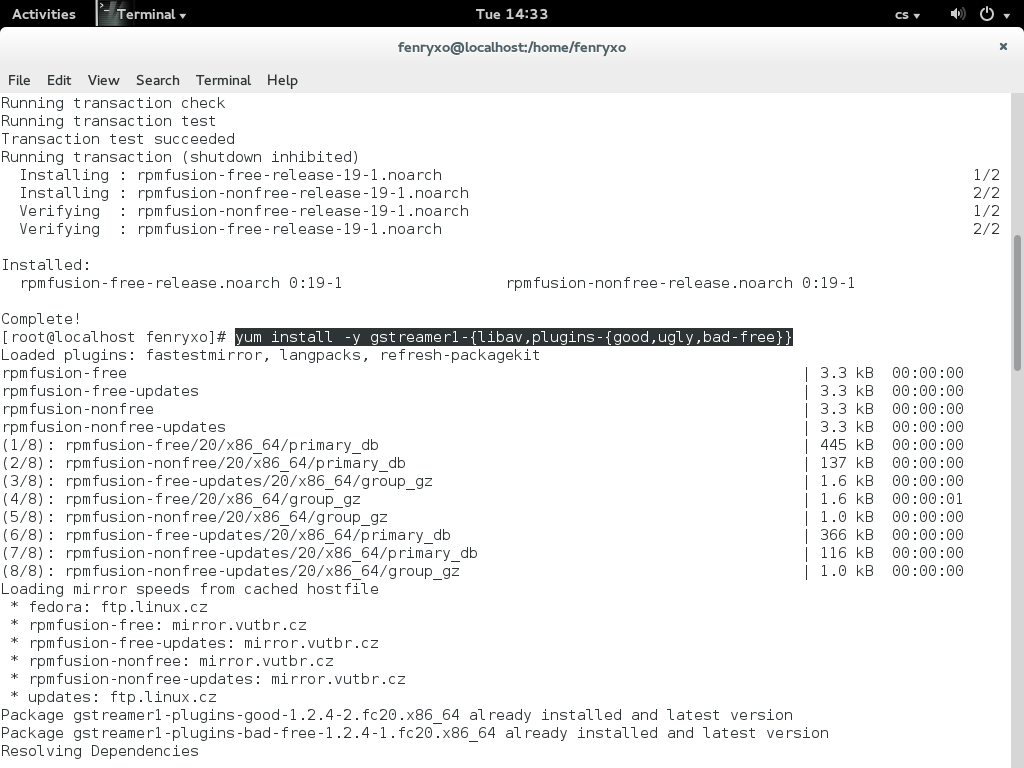 Activities Terminal Tue 14:33 cs
fenryxo@localhost:/home/fenryxo ×
File Edit View Search Terminal Help
Running transaction check
Running transaction test
Transaction test succeeded
Running transaction (shutdown inhibited)
Installing : rpmfusion-free-release-19-1.noarch 1/2
Installing : rpmfusion-nonfree-release-19-1.noarch 2/2
Verifying : rpmfusion-nonfree-release-19-1.noarch 1/2
Verifying : rpmfusion-free-release-19-1.noarch 2/2
Installed:
rpmfusion-free-release.noarch 0:19-1 rpmfusion-nonfree-release.noarch 0:19-1
Complete!
[root@localhost fenryxo]# yum install -y gstreamer1-{libav,plugins-{good,ugly,bad-free}}
Loaded plugins: fastestmirror, langpacks, refresh-packagekit
rpmfusion-free | 3.3 kB 00:00:00
rpmfusion-free-updates | 3.3 kB 00:00:00
rpmfusion-nonfree | 3.3 kB 00:00:00
rpmfusion-nonfree-updates | 3.3 kB 00:00:00
(1/8): rpmfusion-free/20/x86_64/primary_db | 445 kB 00:00:00
(2/8): rpmfusion-nonfree/20/x86_64/primary_db | 137 kB 00:00:00
(3/8): rpmfusion-free-updates/20/x86_64/group_gz | 1.6 kB 00:00:00
(4/8): rpmfusion-free/20/x86_64/group_gz | 1.6 kB 00:00:01
(5/8): rpmfusion-nonfree/20/x86_64/group_gz | 1.0 kB 00:00:00
(6/8): rpmfusion-free-updates/20/x86_64/primary_db | 366 kB 00:00:00
(7/8): rpmfusion-nonfree-updates/20/x86_64/primary_db | 116 kB 00:00:00
(8/8): rpmfusion-nonfree-updates/20/x86_64/group_gz | 1.0 kB 00:00:00
Loading mirror speeds from cached hostfile
* fedora: ftp.linux.cz
* rpmfusion-free: mirror.vutbr.cz
* rpmfusion-free-updates: mirror.vutbr.cz
* rpmfusion-nonfree: mirror.vutbr.cz
* rpmfusion-nonfree-updates: mirror.vutbr.cz
* updates: ftp.linux.cz
Package gstreamer1-plugins-good-1.2.4-2.fc20.x86_64 already installed and latest version
Package gstreamer1-plugins-bad-free-1.2.4-1.fc20.x86_64 already installed and latest version
Resolving Dependencies